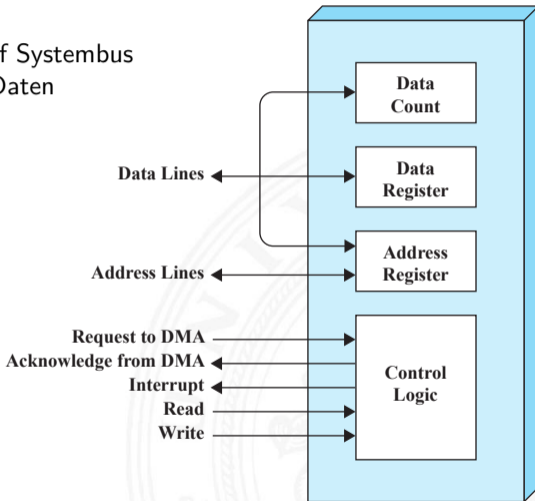 f Systembus
Daten
Data
Count
Data Lines
Data
Register
Address Lines
Address
Register
Request to DMA
Acknowledge from DMA
Interrupt
Read
Write
Control
Logic